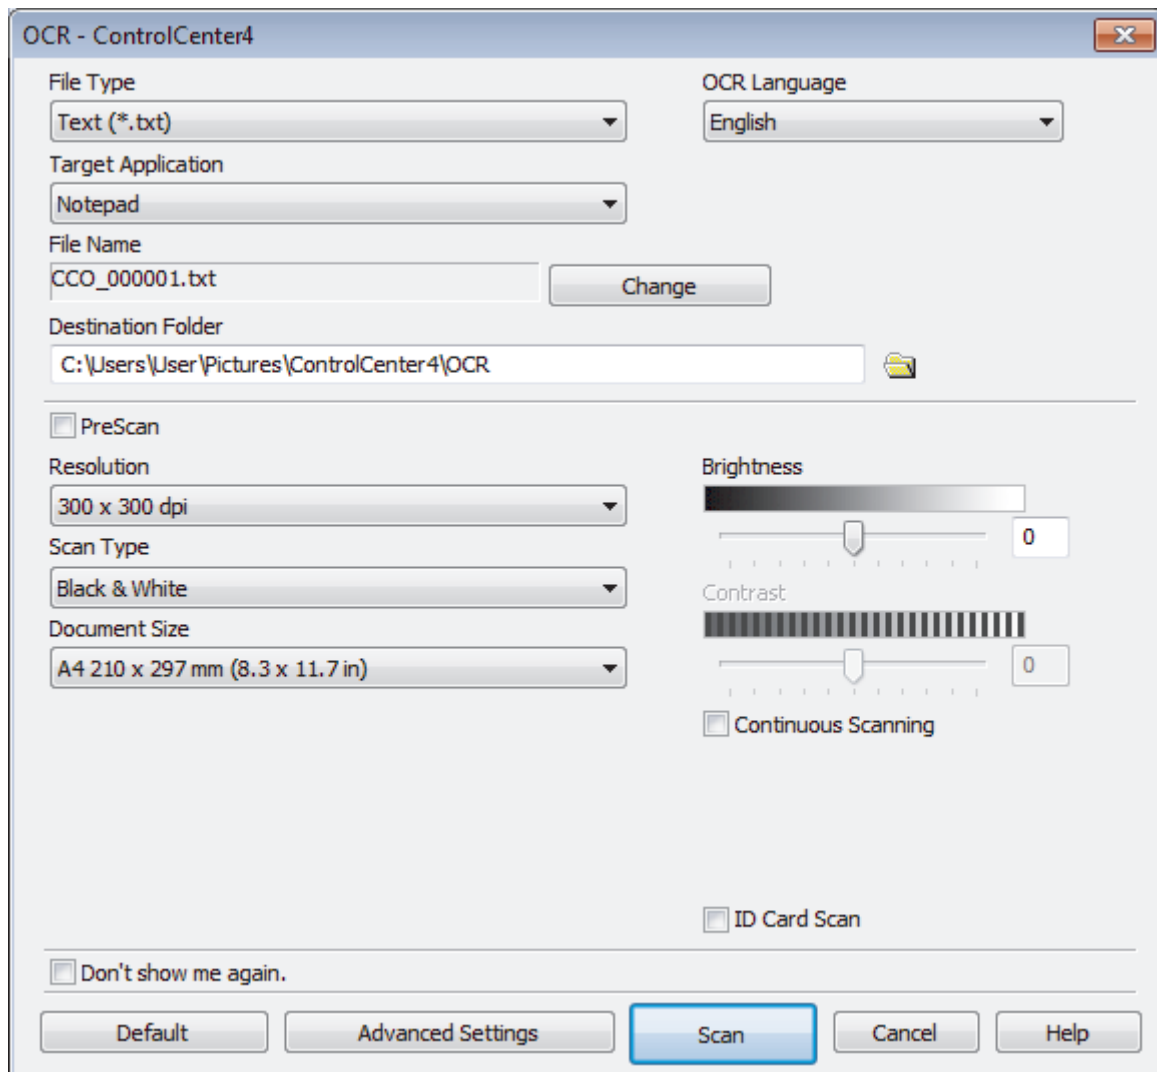 OCR - ControlCenter4
File Type
OCR Language
Text (*.txt)
English
Target Application
Notepad
File Name
CCO_000001.txt
Change
Destination Folder
C:\Users\User\Pictures\ControlCenter4\OCR
PreScan
Resolution
Brightness
300 x 300 dpi
0
Scan Type
Black & White
Contrast
Document Size
A4 210 x 297 mm (8.3 x 11.7 in)
0
Continuous Scanning
ID Card Scan
Don't show me again.
Default
Advanced Settings
Scan
Cancel
Help